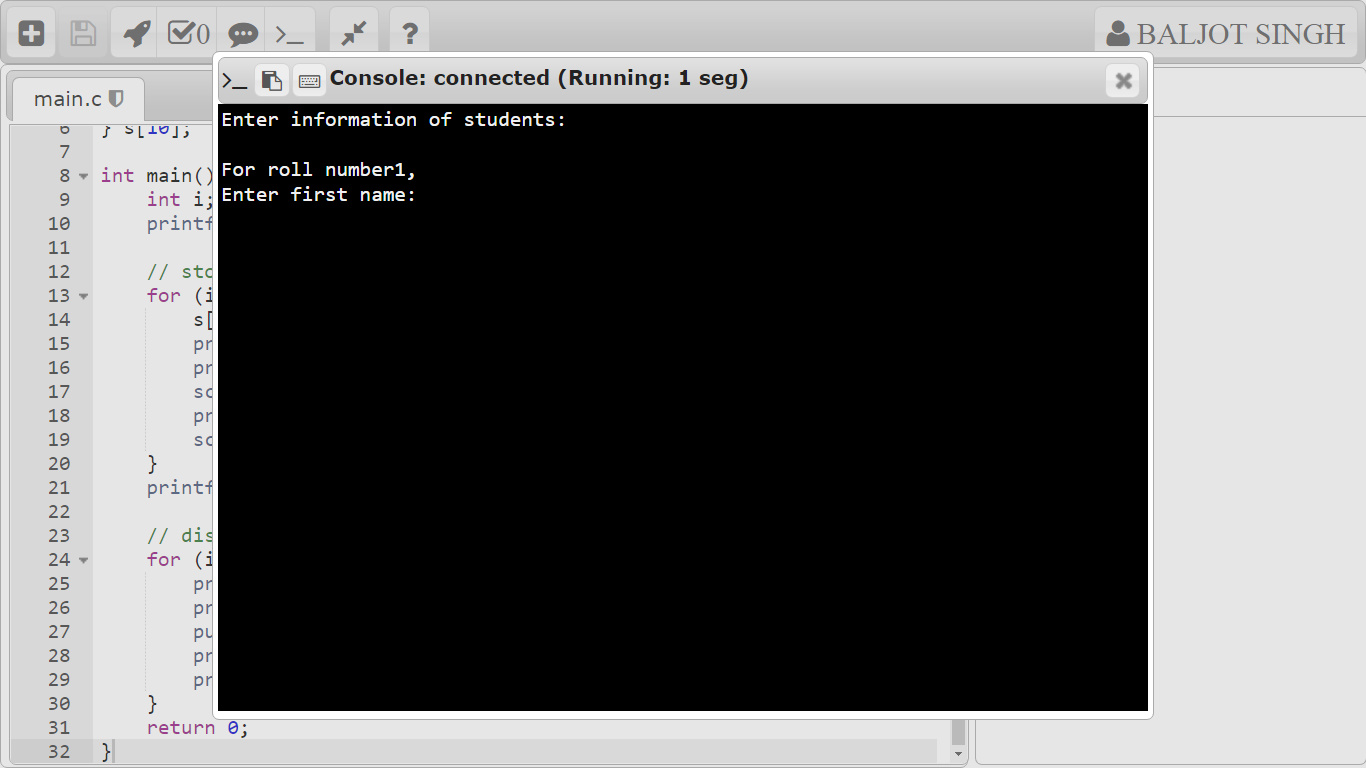 0 >_ ? BALJOT SINGH
>_ Console: connected (Running: 1 seg)
main.c
Enter information of students:
For roll number1,
Enter first name:
6 } s[10];
7
8 int main()
9 int i;
10 printf
11
12 // sto
13 for (i
14 s[
15 pr
16 pr
17 sc
18 pr
19 sc
20 }
21 printf
22
23 // dis
24 for (i
25 pr
26 pr
27 pu
28 pr
29 pr
30 }
31 return 0;
32 }